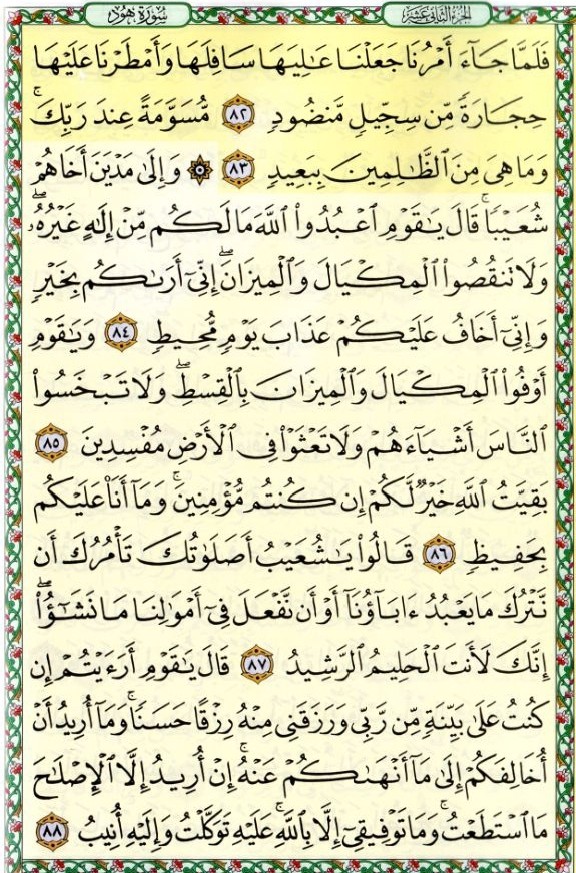 سُورَةُ هُودٍ الجزء الثاني عشر
فَلَمَّا جَآءَ أَمۡرُنَا جَعَلۡنَا عَٰلِيَهَا سَافِلَهَا وَأَمۡطَرۡنَا عَلَيۡهَا
حِجَارَةٗ مِّن سِجِّيلٖ مَّنضُودٖ ٨٢ مُّسَوَّمَةً عِندَ رَبِّكَۖ
وَمَا هِيَ مِنَ ٱلظَّٰلِمِينَ بِبَعِيدٖ ٨٣ ۞ وَإِلَىٰ مَدۡيَنَ أَخَاهُمۡ
شُعَيۡبٗاۚ قَالَ يَٰقَوۡمِ ٱعۡبُدُواْ ٱللَّهَ مَا لَكُم مِّنۡ إِلَٰهٍ غَيۡرُهُۥۖ
وَلَا تَنقُصُواْ ٱلۡمِكۡيَالَ وَٱلۡمِيزَانَۖ إِنِّيٓ أَرَىٰكُم بِخَيۡرٖ
وَإِنِّيٓ أَخَافُ عَلَيۡكُمۡ عَذَابَ يَوۡمٖ مُّحِيطٖ ٨٤ وَيَٰقَوۡمِ
أَوۡفُواْ ٱلۡمِكۡيَالَ وَٱلۡمِيزَانَ بِٱلۡقِسۡطِۖ وَلَا تَبۡخَسُواْ
ٱلنَّاسَ أَشۡيَآءَهُمۡ وَلَا تَعۡثَوۡاْ فِي ٱلۡأَرۡضِ مُفۡسِدِينَ ٨٥
بَقِيَّتُ ٱللَّهِ خَيۡرٞ لَّكُمۡ إِن كُنتُم مُّؤۡمِنِينَۚ وَمَآ أَنَا۠ عَلَيۡكُم
بِحَفِيظٖ ٨٦ قَالُواْ يَٰشُعَيۡبُ أَصَلَوٰتُكَ تَأۡمُرُكَ أَن
نَّتۡرُكَ مَا يَعۡبُدُ ءَابَآؤُنَآ أَوۡ أَن نَّفۡعَلَ فِيٓ أَمۡوَٰلِنَا مَا نَشَٰٓؤُاْۖ
إِنَّكَ لَأَنتَ ٱلۡحَلِيمُ ٱلرَّشِيدُ ٨٧ قَالَ يَٰقَوۡمِ أَرَءَيۡتُمۡ إِن
كُنتُ عَلَىٰ بَيِّنَةٖ مِّن رَّبِّي وَرَزَقَنِي مِنۡهُ رِزۡقًا حَسَنٗاۚ وَمَآ أُرِيدُ أَنۡ
أُخَالِفَكُمۡ إِلَىٰ مَآ أَنۡهَىٰكُمۡ عَنۡهُۚ إِنۡ أُرِيدُ إِلَّا ٱلۡإِصۡلَٰحَ
مَا ٱسۡتَطَعۡتُۚ وَمَا تَوۡفِيقِيٓ إِلَّا بِٱللَّهِۚ عَلَيۡهِ تَوَكَّلۡتُ وَإِلَيۡهِ أُنِيبُ ٨٨